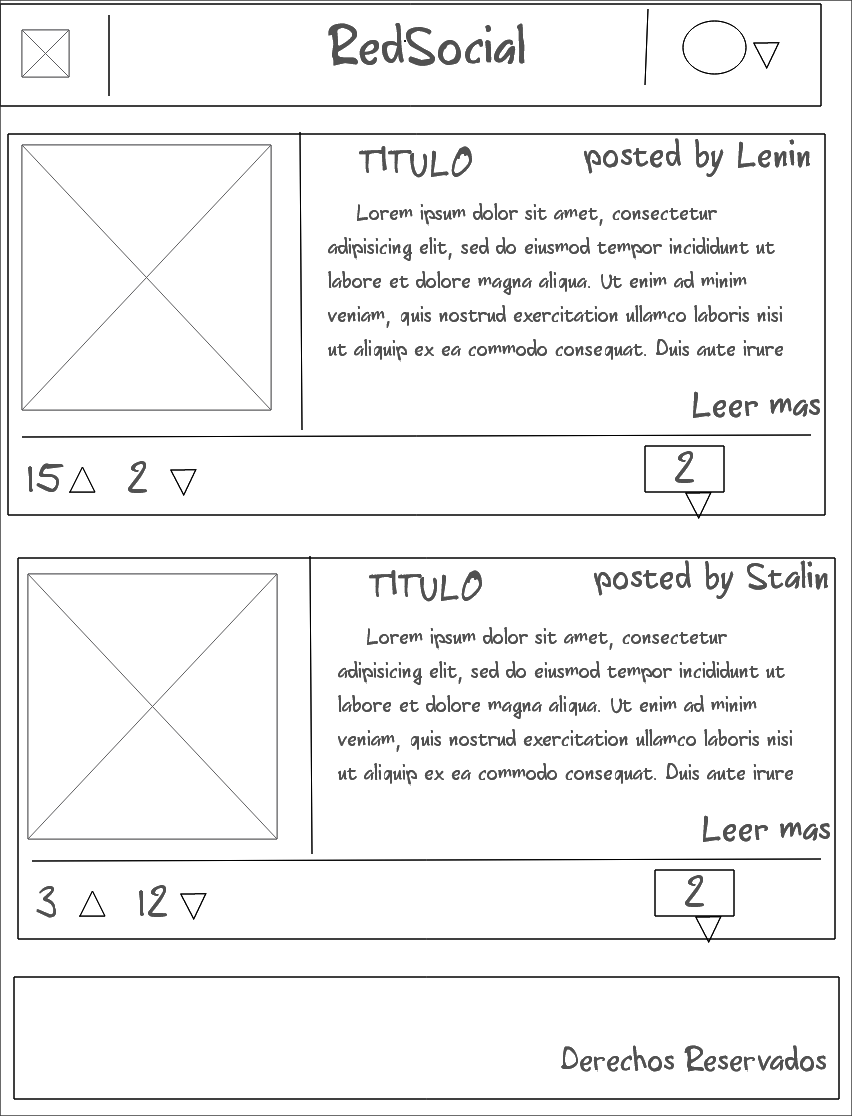 RedSocial
TITULO posted by Lenin
Lorem ipsum dolor sit amet, consectetur
adipisicing elit, sed do eiusmod tempor incididunt ut
labore et dolore magna aliqua. Ut enim ad minim
veniam, quis nostrud exercitation ullamco laboris nisi
ut aliquip ex ea commodo consequat. Duis aute irure
Leer mas
15 2 2
TITULO posted by Stalin
Lorem ipsum dolor sit amet, consectetur
adipisicing elit, sed do eiusmod tempor incididunt ut
labore et dolore magna aliqua. Ut enim ad minim
veniam, quis nostrud exercitation ullamco laboris nisi
ut aliquip ex ea commodo consequat. Duis aute irure
Leer mas
3 12 2
Derechos Reservados